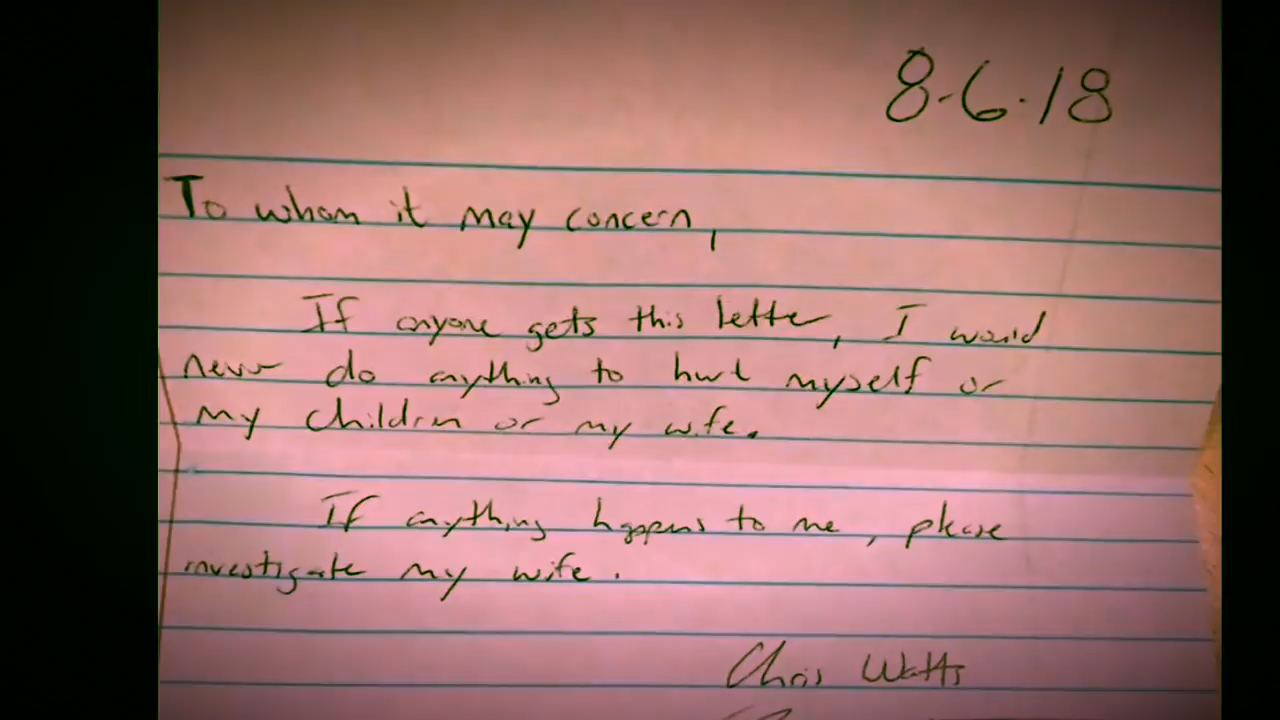 8-6-18
To whom it may concern,
If anyone gets this letter, I would
never do anything to hurt myself or
my children or my wife.
If anything happens to me, please
investigate my wife.
Chris Watts